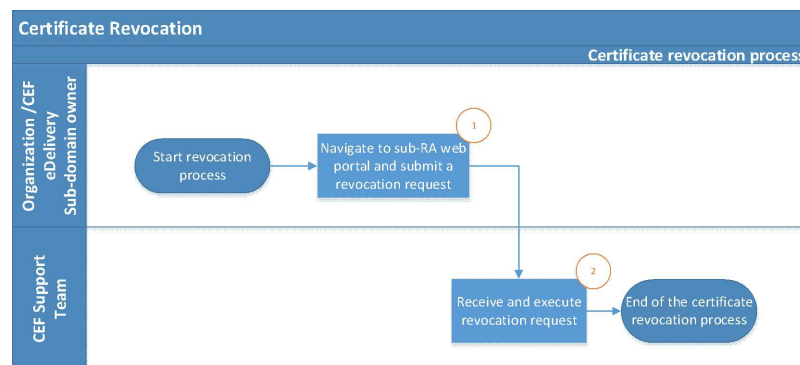 Certificate Revocation
Certificate revocation process
Organization /CEF
eDelivery
Sub-domain owner
Start revocation
process
1
Navigate to sub-RA web
portal and submit a
revocation request
CEF Support
Team
2
Receive and execute
revocation request
End of the certificate
revocation process